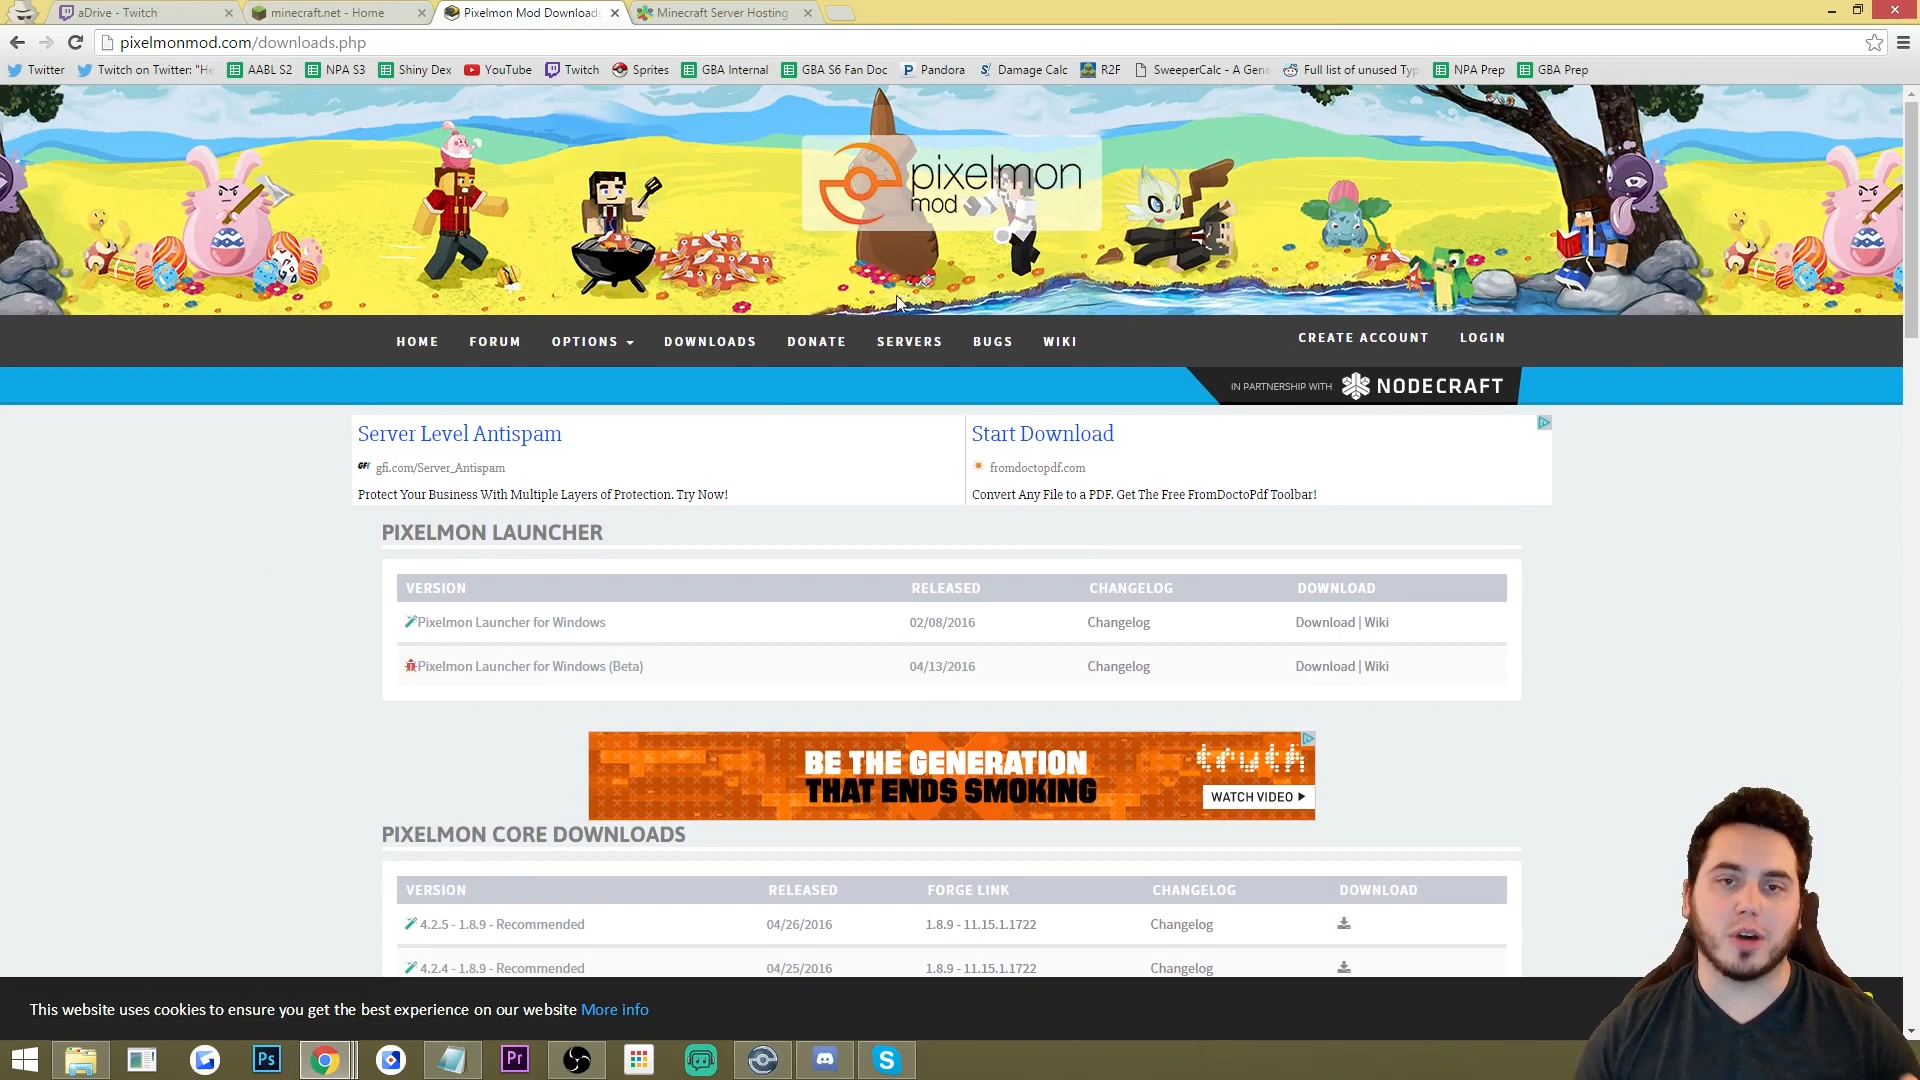 aDrive - Twitch
minecraft.net - Home
Pixelmon Mod Downloads
Minecraft Server Hosting
pixelmonmod.com/downloads.php
Twitter
Twitch on Twitter: "He
AABL S2
NPA S3
Shiny Dex
YouTube
Twitch
Sprites
GBA Internal
GBA S6 Fan Doc
Pandora
Damage Calc
R2F
SweeperCalc - A Gene
Full list of unused Typ
NPA Prep
GBA Prep
pixelmon
mod
HOME FORUM OPTIONS DOWNLOADS DONATE SERVERS BUGS WIKI
CREATE ACCOUNT LOGIN
IN PARTNERSHIP WITH NODECRAFT
Server Level Antispam
GFI gfi.com/Server_Antispam
Protect Your Business With Multiple Layers of Protection. Try Now!
Start Download
fromdoctopdf.com
Convert Any File to a PDF. Get The Free FromDoctoPdf Toolbar!
PIXELMON LAUNCHER
VERSION RELEASED CHANGELOG DOWNLOAD
Pixelmon Launcher for Windows 02/08/2016 Changelog Download | Wiki
Pixelmon Launcher for Windows (Beta) 04/13/2016 Changelog Download | Wiki
BE THE GENERATION
THAT ENDS SMOKING
truth
WATCH VIDEO
PIXELMON CORE DOWNLOADS
VERSION RELEASED FORGE LINK CHANGELOG DOWNLOAD
4.2.5 - 1.8.9 - Recommended 04/26/2016 1.8.9 - 11.15.1.1722 Changelog
4.2.4 - 1.8.9 - Recommended 04/25/2016 1.8.9 - 11.15.1.1722 Changelog
This website uses cookies to ensure you get the best experience on our website More info
Ps
Pr
S